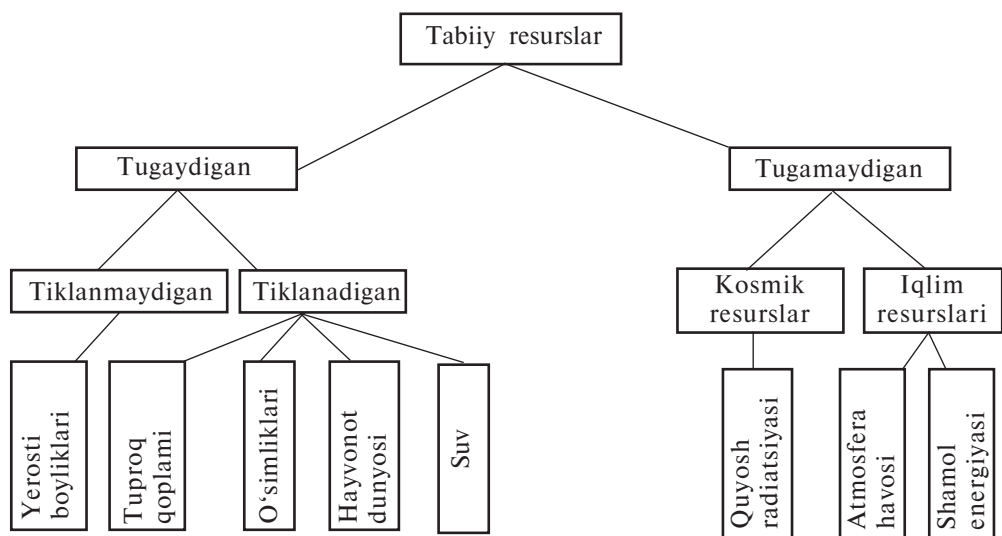 Tabiiy resurslar
Tugaydigan
Tugamaydigan
Tiklanmaydigan
Tiklanadigan
Kosmik
resurslar
Iqlim
resurslari
Yerosti
boyliklari
Tuproq
qoplami
O‘simliklari
Hayvonot
dunyosi
Suv
Quyosh
radiatsiyasi
Atmosfera
havosi
Shamol
energiyasi